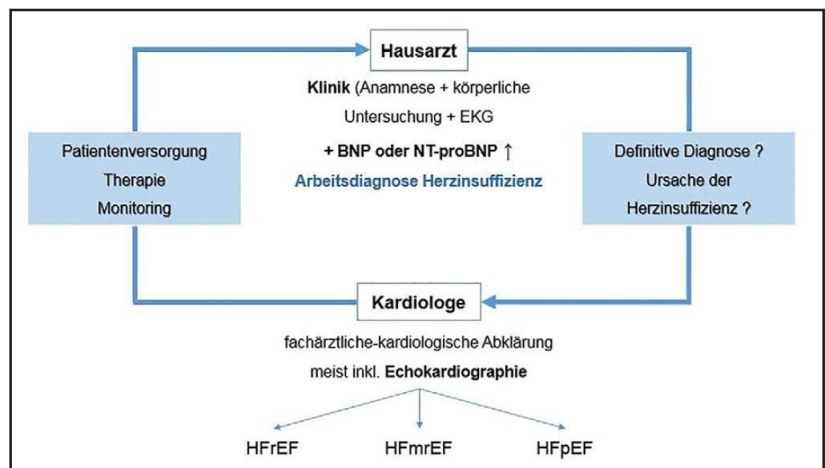 Hausarzt
Klinik (Anamnese + körperliche
Untersuchung + EKG
+ BNP oder NT-proBNP ↑
Arbeitsdiagnose Herzinsuffizienz
Patientenversorgung
Therapie
Monitoring
Definitive Diagnose ?
Ursache der
Herzinsuffizienz ?
Kardiologe
fachärztliche-kardiologische Abklärung
meist inkl. Echokardiographie
HFrEF
HFmrEF
HFpEF